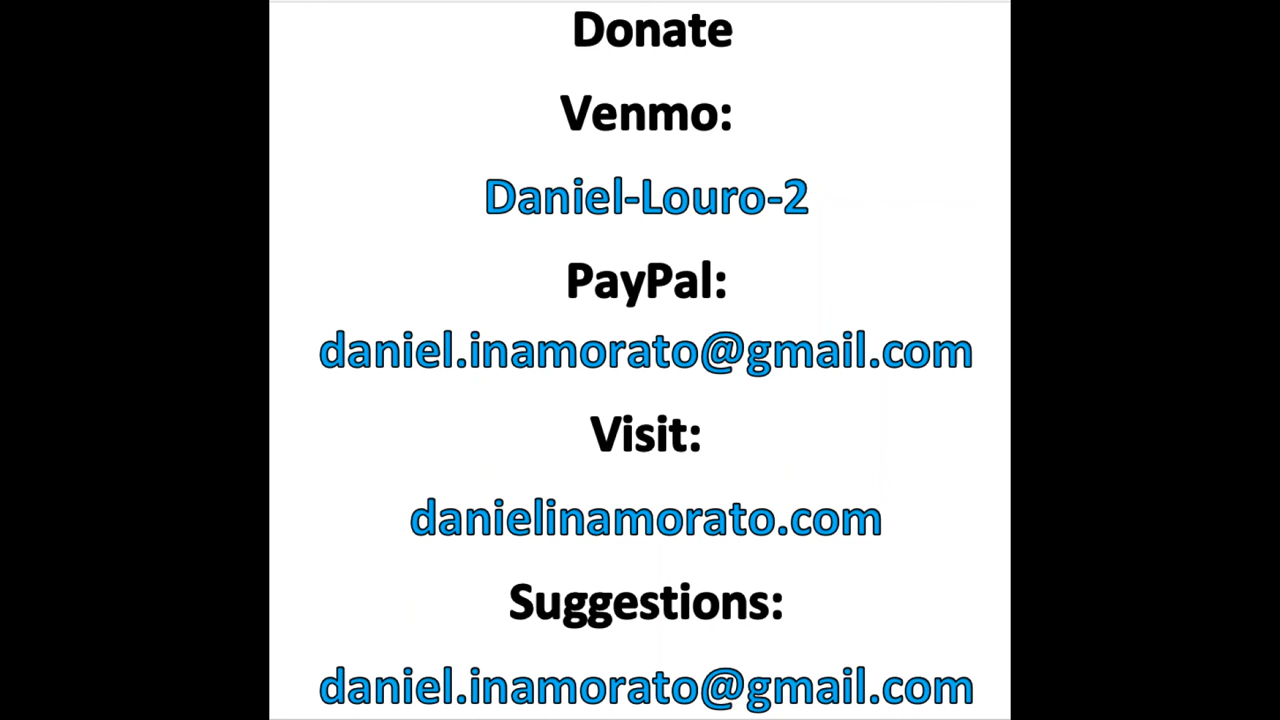 Donate
Venmo:
Daniel-Louro-2
PayPal:
daniel.inamorato@gmail.com
Visit:
danielinamorato.com
Suggestions:
daniel.inamorato@gmail.com